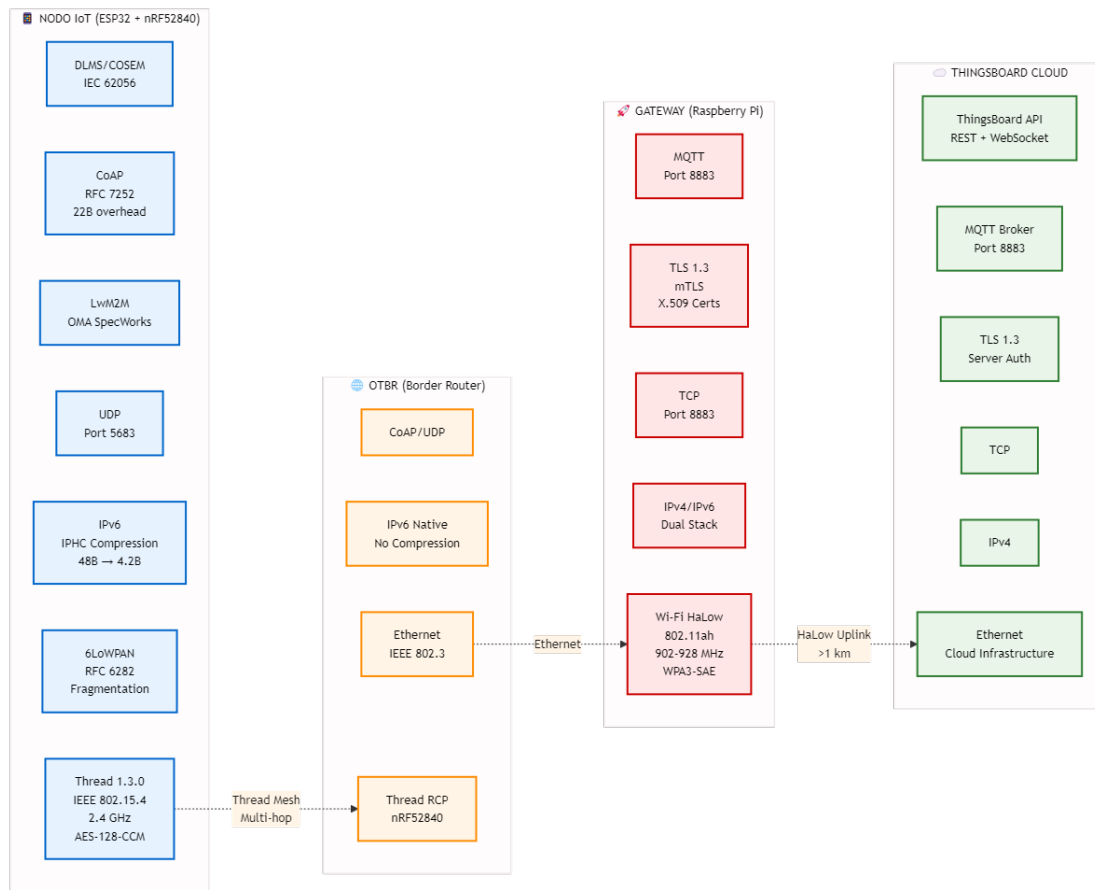 NODO IoT (ESP32 + nRF52840)
DLMS/COSEM
IEC 62056
CoAP
RFC 7252
22B overhead
LwM2M
OMA SpecWorks
UDP
Port 5683
IPv6
IPHC Compression
48B → 4.2B
6LoWPAN
RFC 6282
Fragmentation
Thread 1.3.0
IEEE 802.15.4
2.4 GHz
AES-128-CCM
Thread Mesh
Multi-hop
OTBR (Border Router)
CoAP/UDP
IPv6 Native
No Compression
Ethernet
IEEE 802.3
Thread RCP
nRF52840
Ethernet
GATEWAY (Raspberry Pi)
MQTT
Port 8883
TLS 1.3
mTLS
X.509 Certs
TCP
Port 8883
IPv4/IPv6
Dual Stack
Wi-Fi HaLow
802.11ah
902-928 MHz
WPA3-SAE
HaLow Uplink
>1 km
THINGSBOARD CLOUD
ThingsBoard API
REST + WebSocket
MQTT Broker
Port 8883
TLS 1.3
Server Auth
TCP
IPv4
Ethernet
Cloud Infrastructure